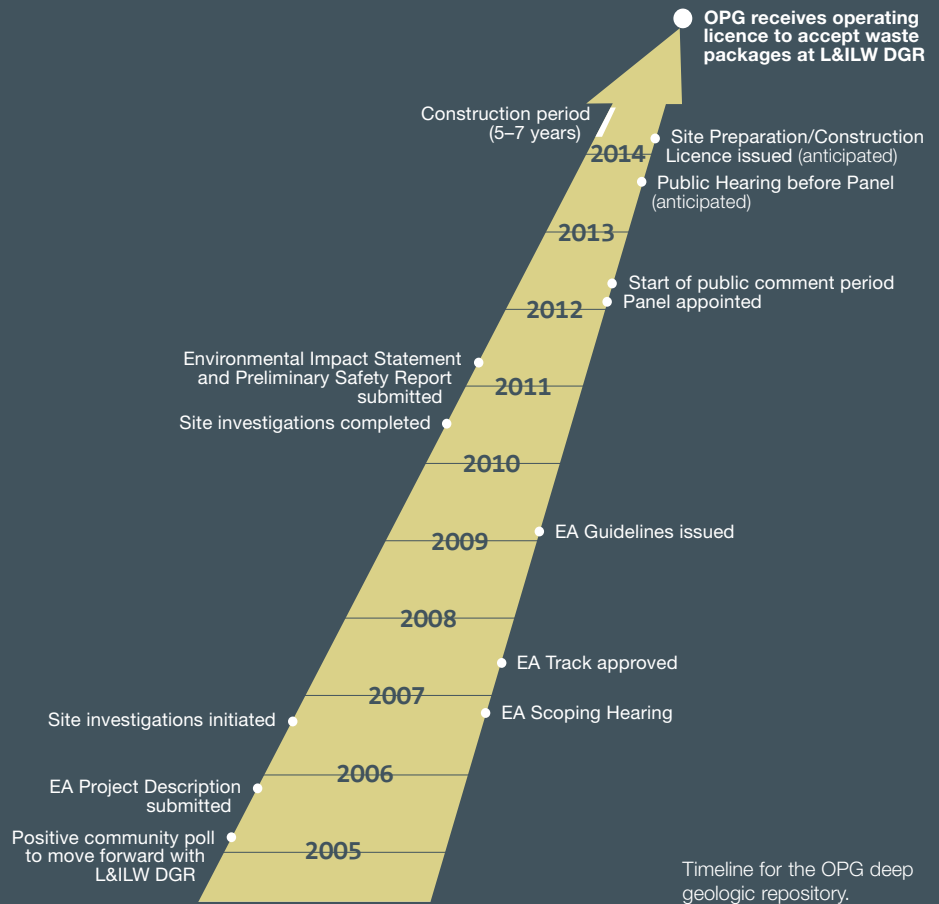 OPG receives operating
licence to accept waste
packages at L&ILW DGR
Construction period
(5–7 years)
Site Preparation/Construction
Licence issued (anticipated)
2014
Public Hearing before Panel
(anticipated)
2013
Start of public comment period
Panel appointed
2012
Environmental Impact Statement
and Preliminary Safety Report
submitted
2011
Site investigations completed
2010
EA Guidelines issued
2009
2008
EA Track approved
2007
EA Scoping Hearing
Site investigations initiated
2006
EA Project Description
submitted
Positive community poll
to move forward with
L&ILW DGR
2005
Timeline for the OPG deep
geologic repository.